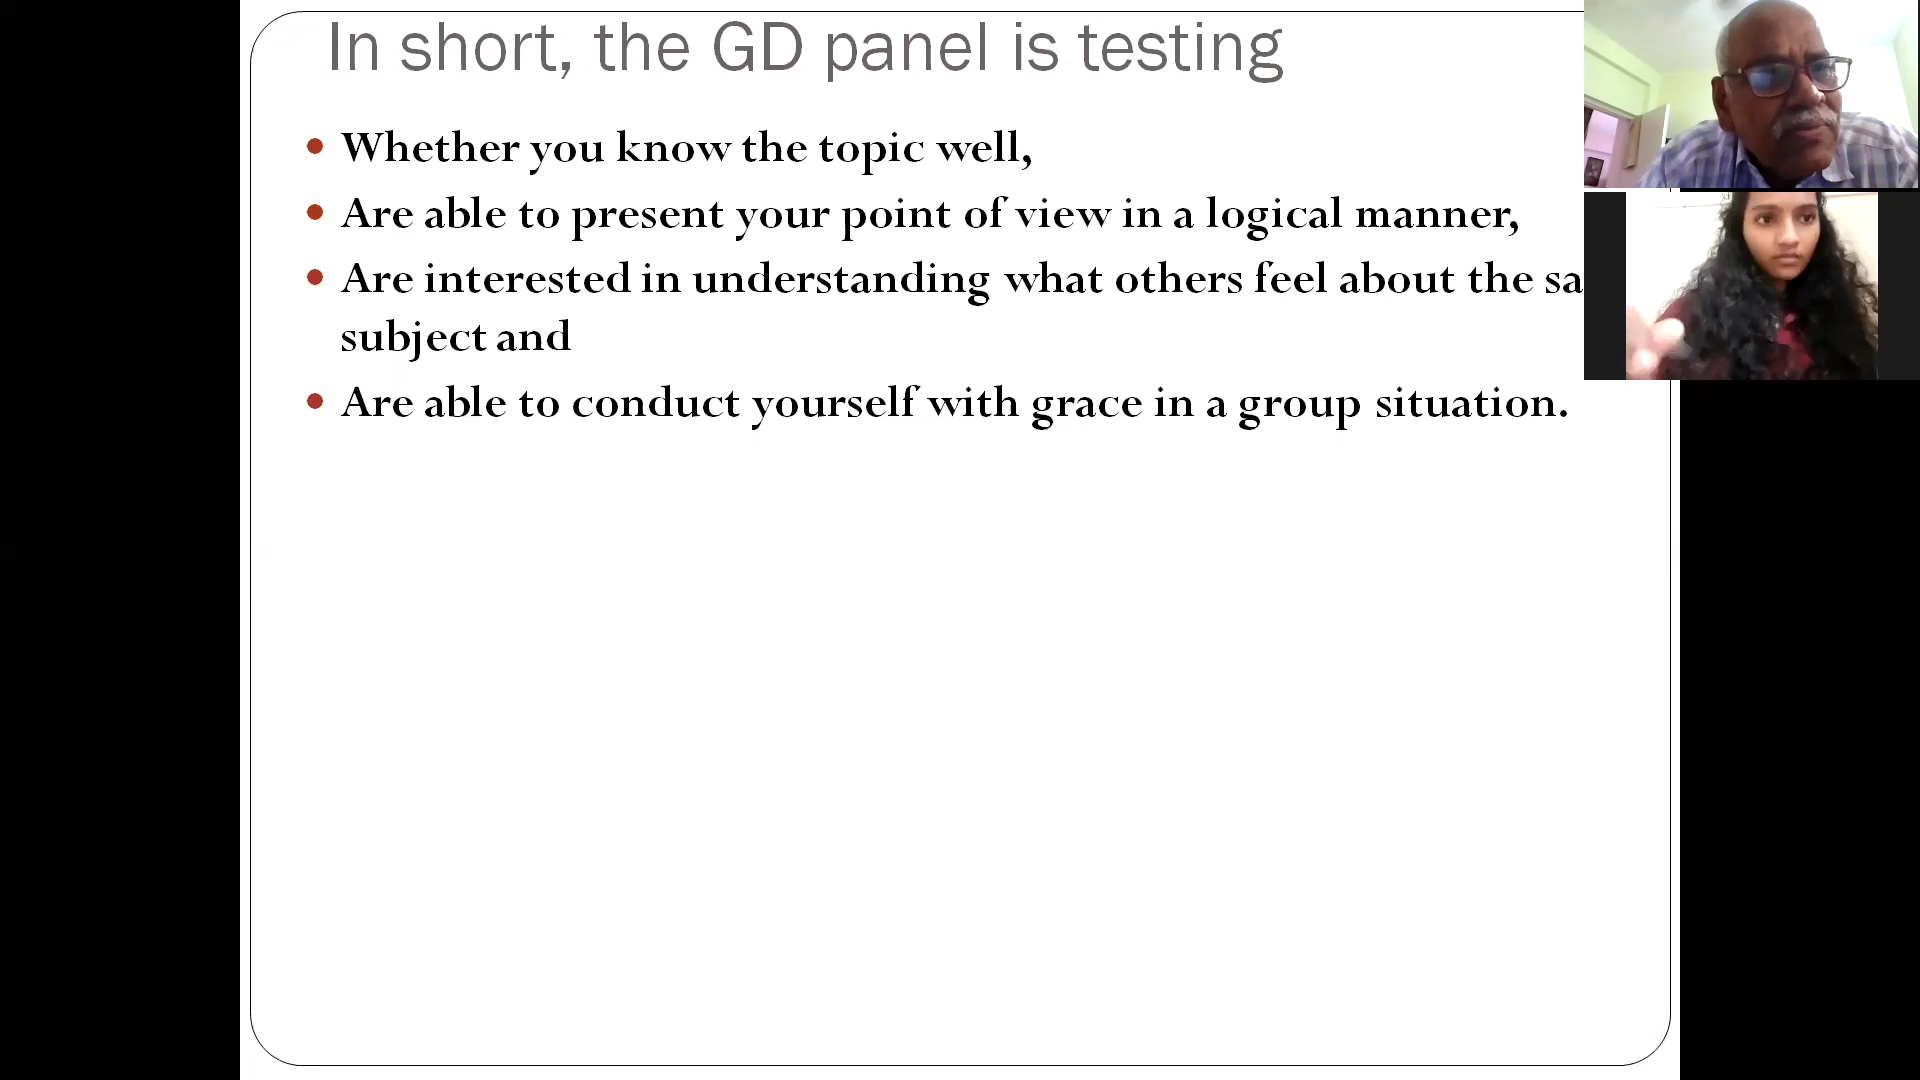 In short, the GD panel is testing
Whether you know the topic well,
Are able to present your point of view in a logical manner,
Are interested in understanding what others feel about the sa
subject and
Are able to conduct yourself with grace in a group situation.